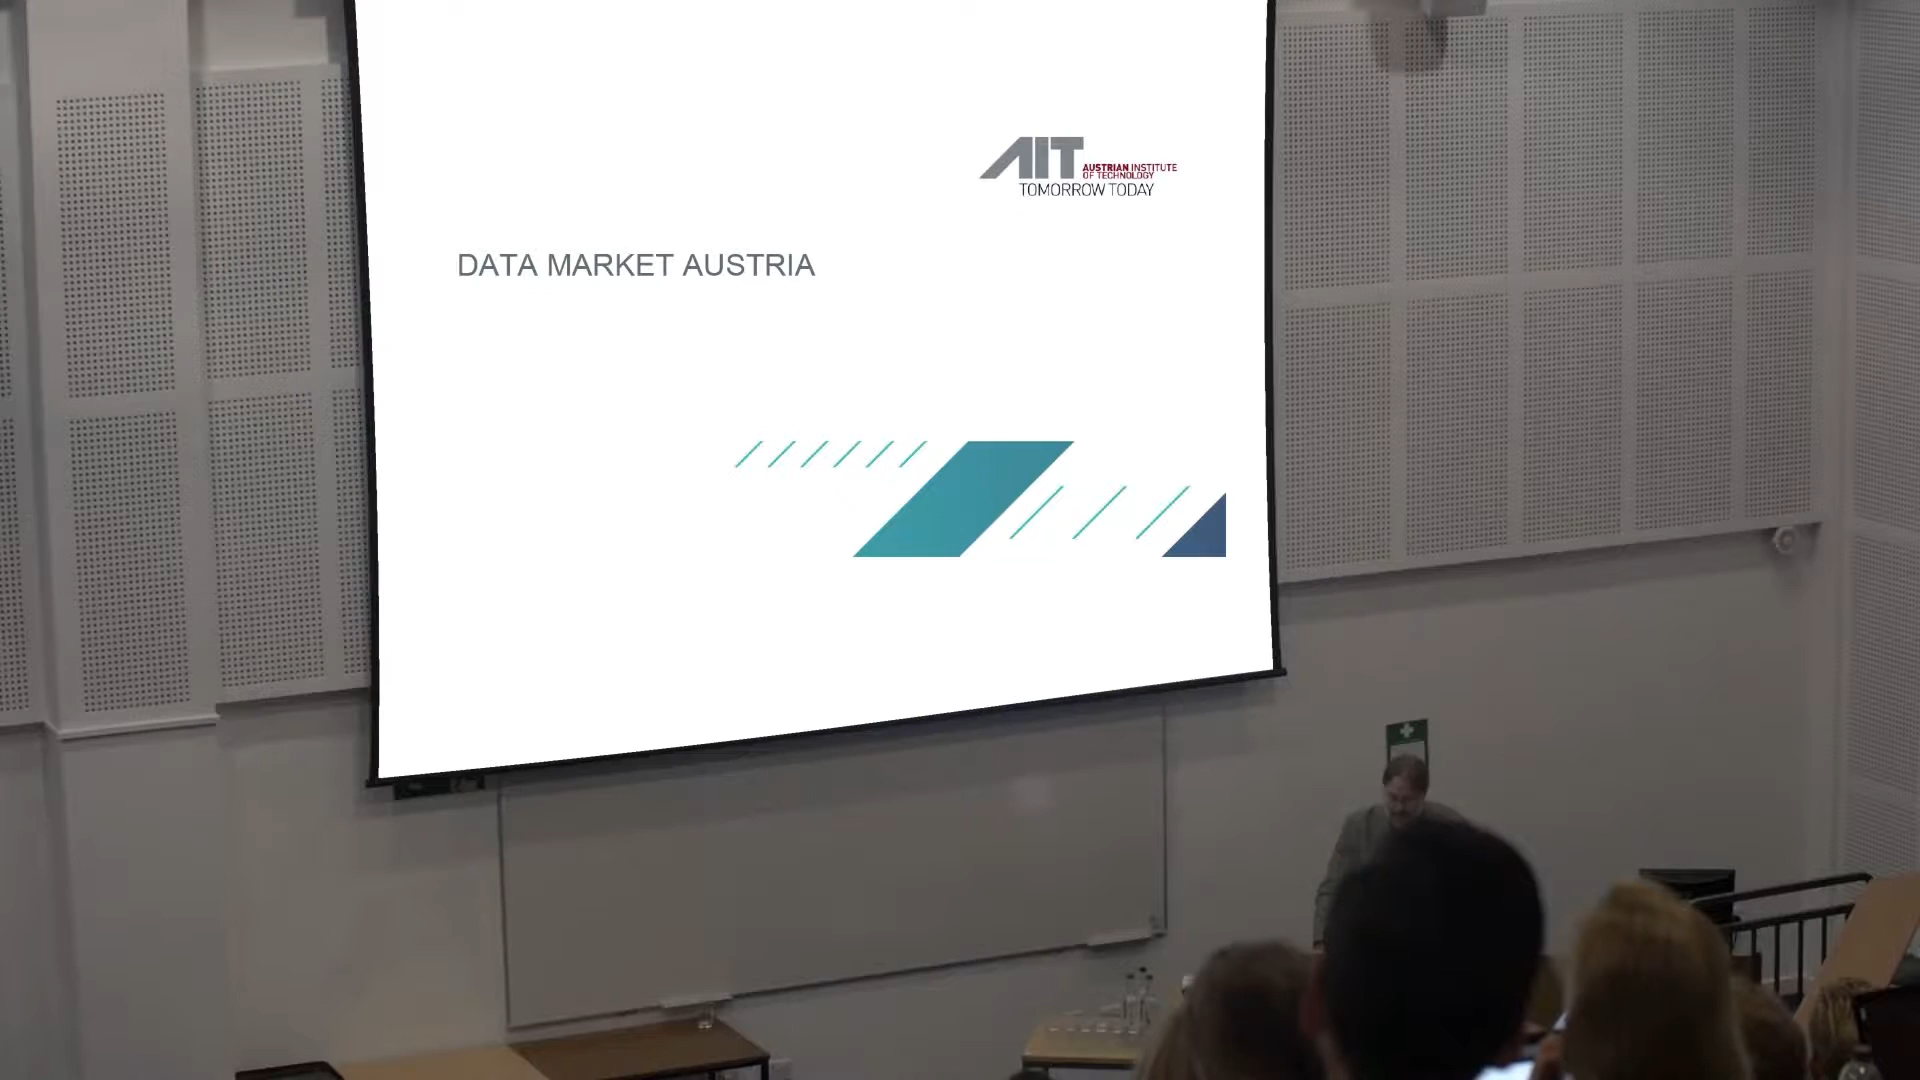 AIT
AUSTRIAN INSTITUTE
OF TECHNOLOGY
TOMORROW TODAY
DATA MARKET AUSTRIA